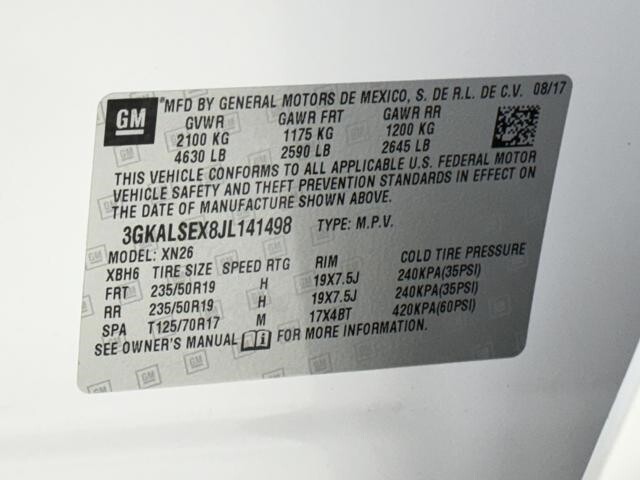 GM
*MFD BY GENERAL MOTORS DE MEXICO, S. DE R.L. DE C.V. 08/17
GVWR GAWR FRT GAWR RR
2100 KG 1175 KG 1200 KG
4630 LB 2590 LB 2645 LB
THIS VEHICLE CONFORMS TO ALL APPLICABLE U.S. FEDERAL MOTOR
VEHICLE SAFETY AND THEFT PREVENTION STANDARDS IN EFFECT ON
THE DATE OF MANUFACTURE SHOWN ABOVE.
3GKALSEX8JL141498 TYPE: M.P.V.
MODEL: XN26
XBH6 TIRE SIZE SPEED RTG RIM COLD TIRE PRESSURE
FRT 235/50R19 H 19X7.5J 240KPA(35PSI)
RR 235/50R19 H 19X7.5J 240KPA(35PSI)
SPA T125/70R17 M 17X4BT 420KPA(60PSI)
SEE OWNER'S MANUAL FOR MORE INFORMATION.